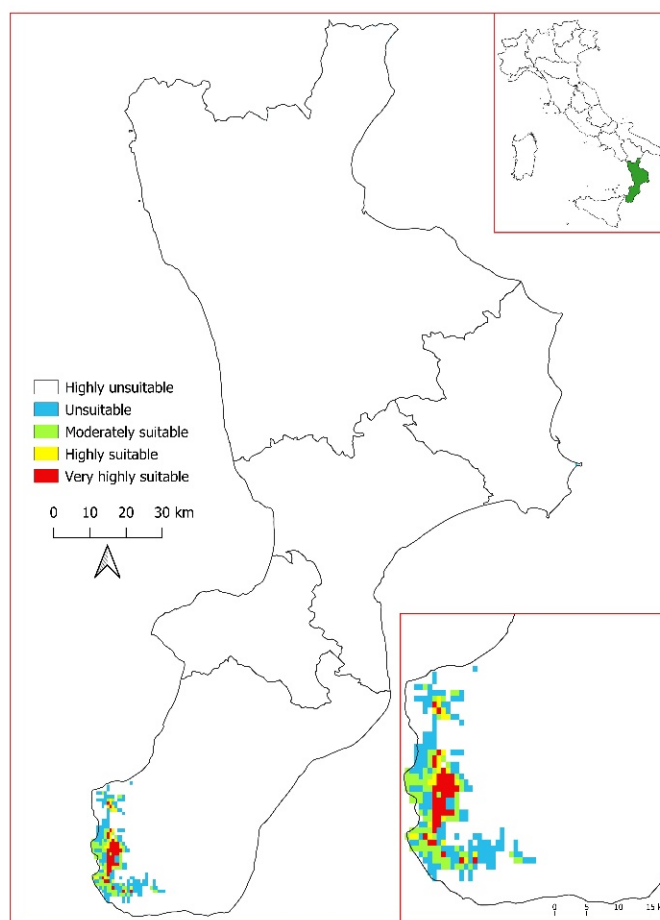 Highly unsuitable
Unsuitable
Moderately suitable
Highly suitable
Very highly suitable
0 10 20 30 km
0 5 10 15 k